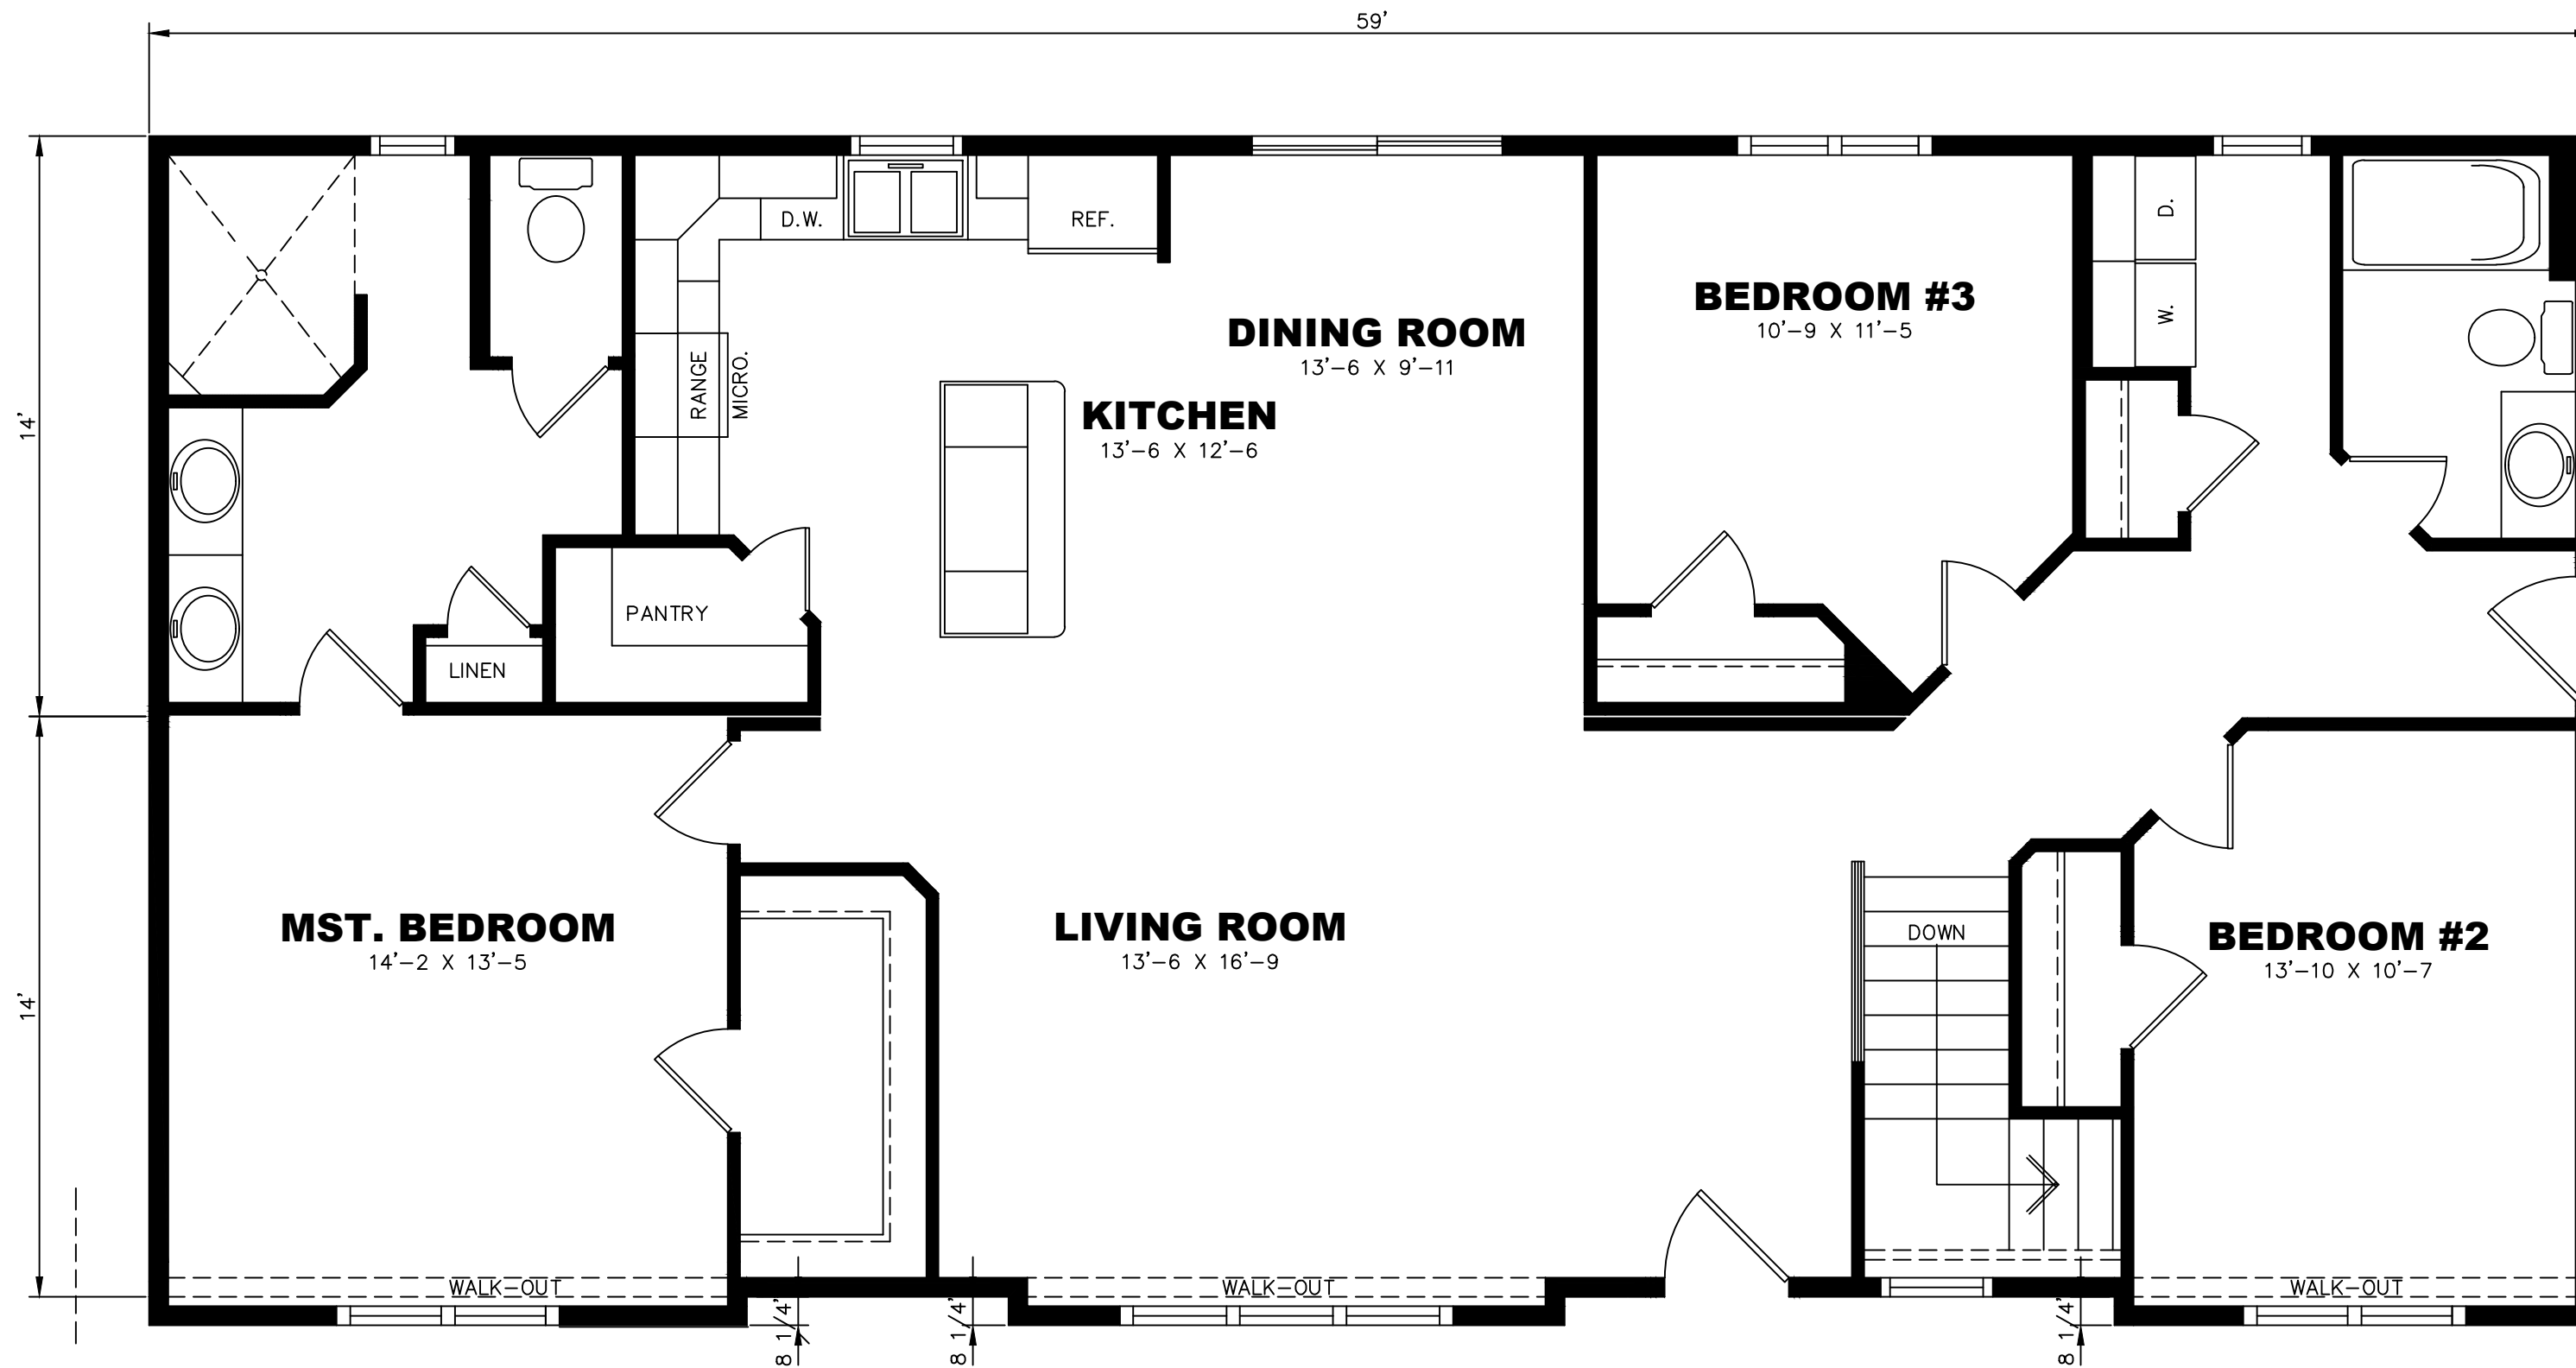 59'
14'
D.W.
REF.
D.
W.
BEDROOM #3
10'-9 X 11'-5
DINING ROOM
13'-6 X 9'-11
RANGE
MICRO.
KITCHEN
13'-6 X 12'-6
PANTRY
LINEN
14'
MST. BEDROOM
14'-2 X 13'-5
LIVING ROOM
13'-6 X 16'-9
DOWN
BEDROOM #2
13'-10 X 10'-7
WALK-OUT
WALK-OUT
WALK-OUT
8 1/4'
8 1/4'
8 1/4'